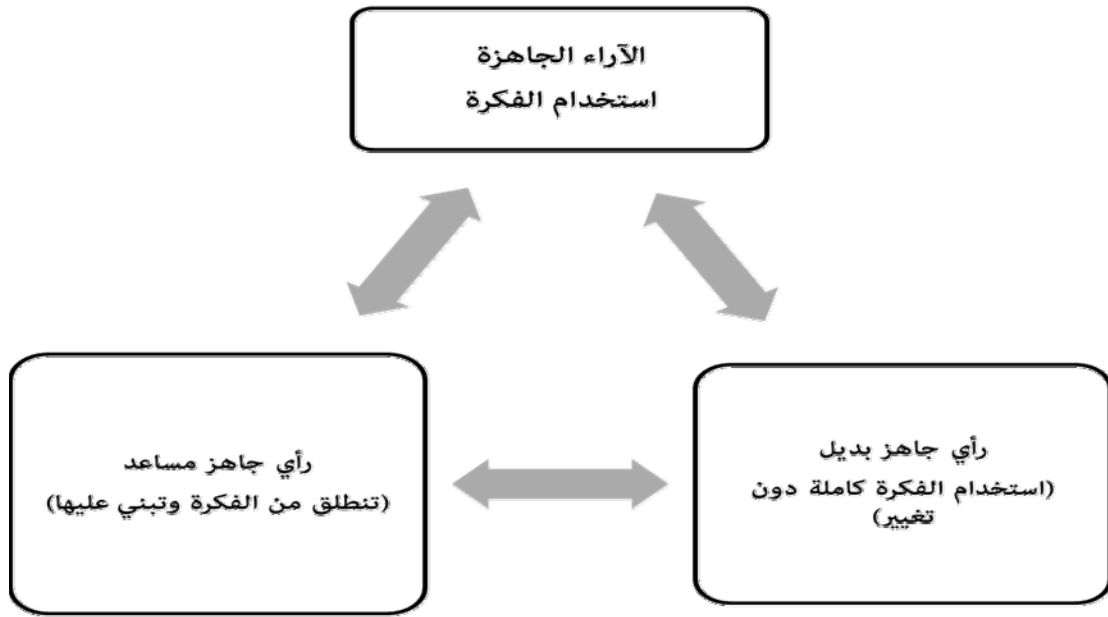 الآراء الجاهزة
استخدام الفكرة
رأي جاهز بديل
(استخدام الفكرة كاملة دون
تغيير)
رأي جاهز مساعد
(تنطلق من الفكرة وتبني عليها)